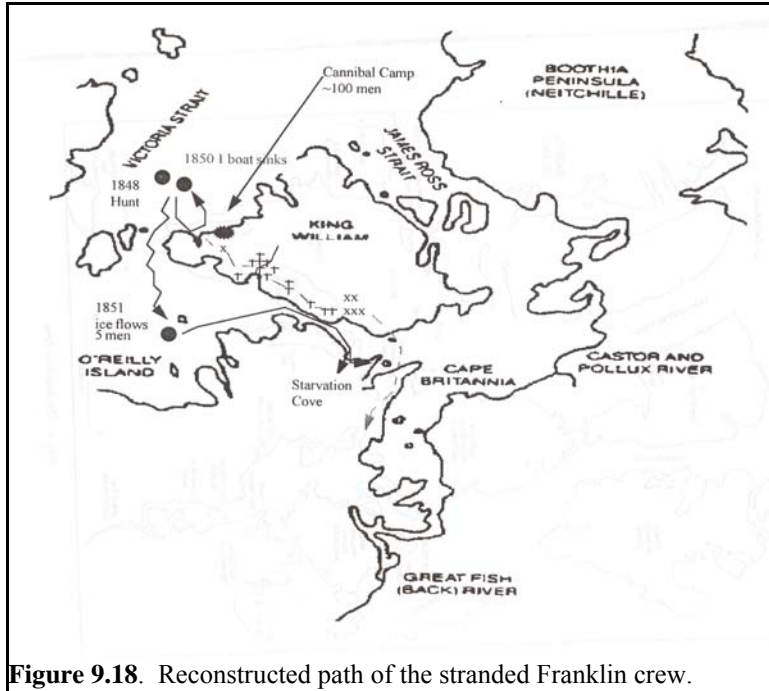 Cannibal Camp
~100 men
BOOTHIA
PENINSULA
(NEITCHILLE)
VICTORIA STRAIT
JAMES ROSS
STRAIT
1850 1 boat sinks
1848
Hunt
KING
WILLIAM
x
xx
xxx
1851
ice flows
5 men
O'REILLY
ISLAND
Starvation
Cove
CAPE
BRITANNIA
CASTOR AND
POLLUX RIVER
GREAT FISH
(BACK) RIVER
Figure 9.18. Reconstructed path of the stranded Franklin crew.